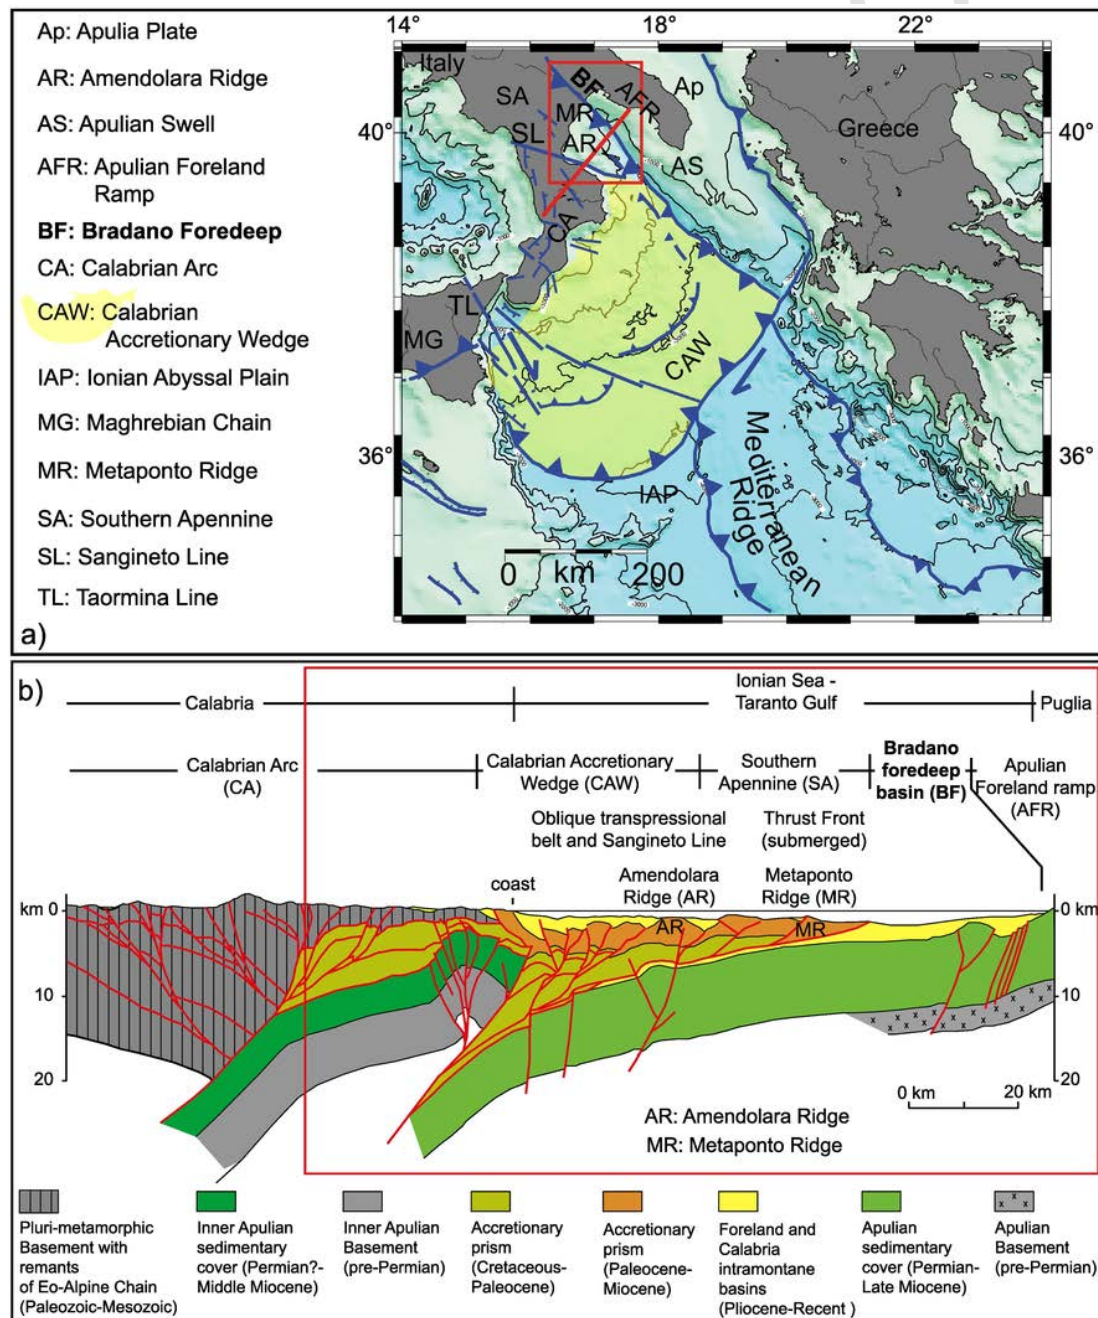 Ap: Apulia Plate
AR: Amendolara Ridge
AS: Apulian Swell
AFR: Apulian Foreland
Ramp
BF: Bradano Foredeep
CA: Calabrian Arc
CAW: Calabrian
Accretionary Wedge
IAP: Ionian Abyssal Plain
MG: Maghrebian Chain
MR: Metaponto Ridge
SA: Southern Apennine
SL: Sangineto Line
TL: Taormina Line
a)
14° 18° 22°
Italy
BF
AFR
Ap
SA
MR
40° 40°
SL
AR
Greece
AS
CA
TL
MG
CAW
36° 36°
IAP
Mediterranean
Ridge
0 km 200
b)
Calabria
Ionian Sea -
Taranto Gulf
Puglia
Calabrian Arc
(CA)
Calabrian Accretionary
Wedge (CAW)
Southern
Apennine (SA)
Bradano
foredeep
basin (BF)
Apulian
Foreland ramp
(AFR)
Oblique transpressional
belt and Sangineto Line
Thrust Front
(submerged)
Amendolara
Ridge (AR)
Metaponto
Ridge (MR)
coast
km 0
0 km
AR
MR
10
10
20
20
0 km 20 km
AR: Amendolara Ridge
MR: Metaponto Ridge
Pluri-metamorphic
Basement with
remants
of Eo-Alpine Chain
(Paleozoic-Mesozoic)
Inner Apulian
sedimentary
cover (Permian?-
Middle Miocene)
Inner Apulian
Basement
(pre-Permian)
Accretionary
prism
(Cretaceous-
Paleocene)
Accretionary
prism
(Paleocene-
Miocene)
Foreland and
Calabria
intramontane
basins
(Pliocene-Recent )
Apulian
sedimentary
cover (Permian-
Late Miocene)
Apulian
Basement
(pre-Permian)